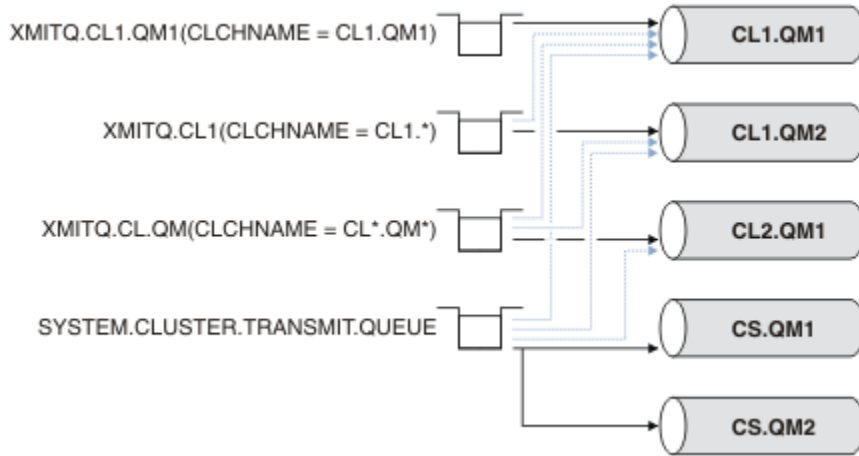 XMITQ.CL1.QM1(CLCHNAME = CL1.QM1)
CL1.QM1
XMITQ.CL1(CLCHNAME = CL1.*)
CL1.QM2
XMITQ.CL.QM(CLCHNAME = CL*.QM*)
CL2.QM1
SYSTEM.CLUSTER.TRANSMIT.QUEUE
CS.QM1
CS.QM2